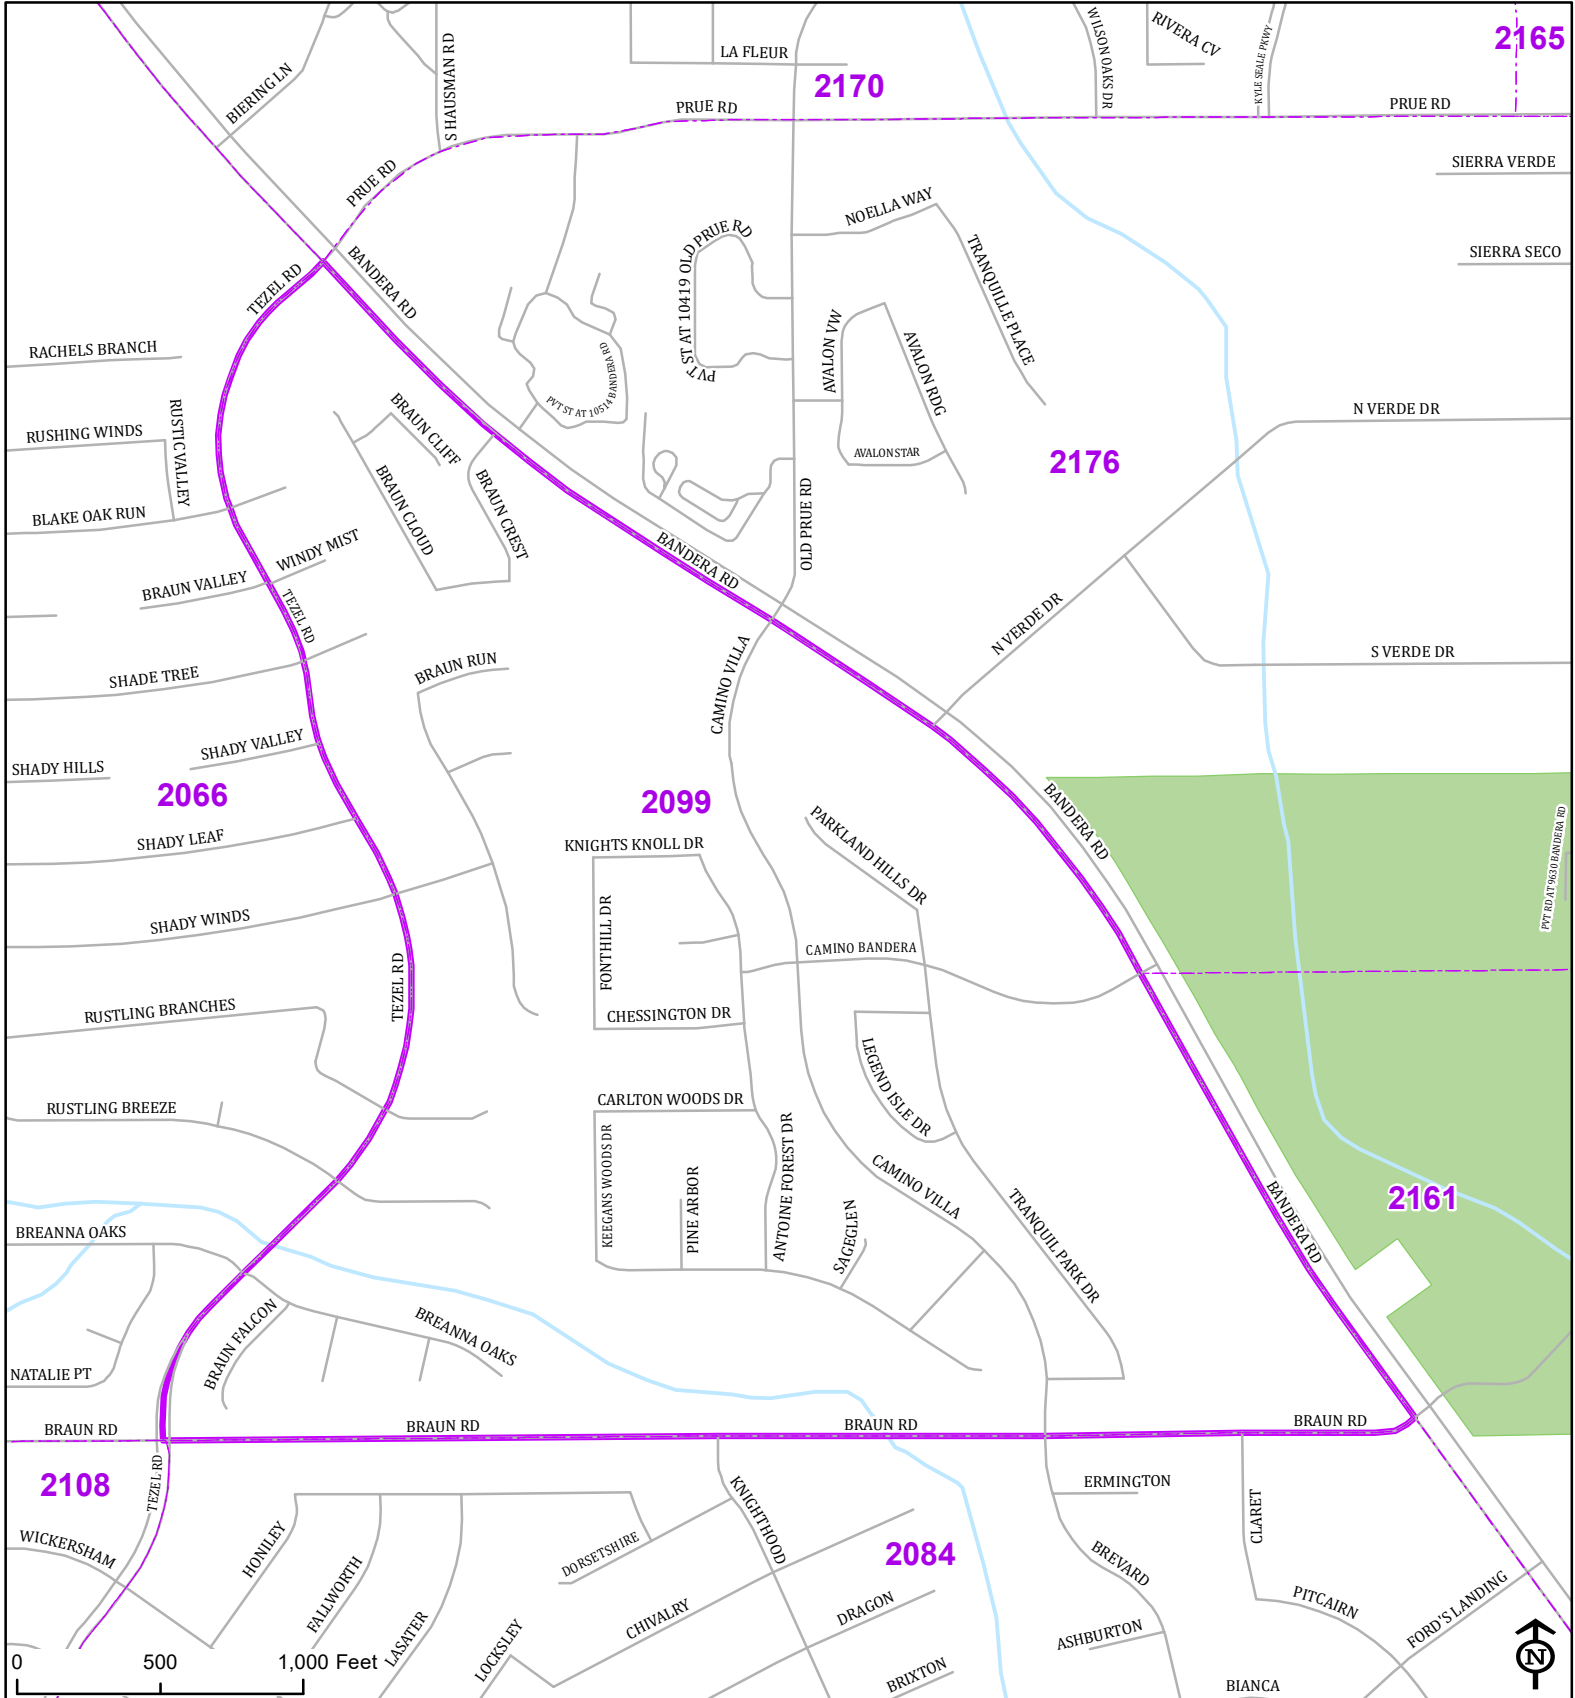 2165
RIVERA CV
WILSON OAKS DR
KYLE SEALE PKWY
S HAUSMAN RD
LA FLEUR
BIERING LN
2170
PRUE RD
PRUE RD
PRUE RD
SIERRA VERDE
NOELLA WAY
PVT ST AT 10419 OLD PRUE RD
TRANQUILLE PLACE
SIERRA SECO
TEZEL RD
BANDERA RD
RACHELS BRANCH
AVALON VW
AVALON RDG
PVT ST AT 10514 BANDERA RD
RUSTIC VALLEY
BRAUN CLIFF
N VERDE DR
RUSHING WINDS
AVALON STAR
2176
BRAUN CLOUD
BRAUN CREST
BLAKE OAK RUN
OLD PRUE RD
WINDY MIST
BANDERA RD
BRAUN VALLEY
TEZEL RD
N VERDE DR
S VERDE DR
BRAUN RUN
SHADE TREE
CAMINO VILLA
SHADY VALLEY
SHADY HILLS
2066
2099
BANDERA RD
PARKLAND HILLS DR
SHADY LEAF
KNIGHTS KNOLL DR
PVT RD AT 9630 BANDERA RD
SHADY WINDS
FONTHILL DR
CAMINO BANDERA
TEZEL RD
RUSTLING BRANCHES
CHESSINGTON DR
LEGEND ISLE DR
RUSTLING BREEZE
CARLTON WOODS DR
KEEGANS WOODS DR
PINE ARBOR
ANTOINE FOREST DR
CAMINO VILLA
SAGEGLEN
TRANQUIL PARK DR
BANDERA RD
2161
BREANNA OAKS
BRAUN FALCON
BREANNA OAKS
NATALIE PT
BRAUN RD
BRAUN RD
BRAUN RD
BRAUN RD
2108
TEZEL RD
KNIGHTHOOD
ERMINGTON
CLARET
WICKERSHAM
HONILEY
DORSETSHIRE
2084
BREVARD
FALLWORTH
LASATER
LOCKSLEY
CHIVALRY
DRAGON
PITCAIRN
FORD'S LANDING
ASHBURTON
BRIXTON
BIANCA
0 500 1,000 Feet
N